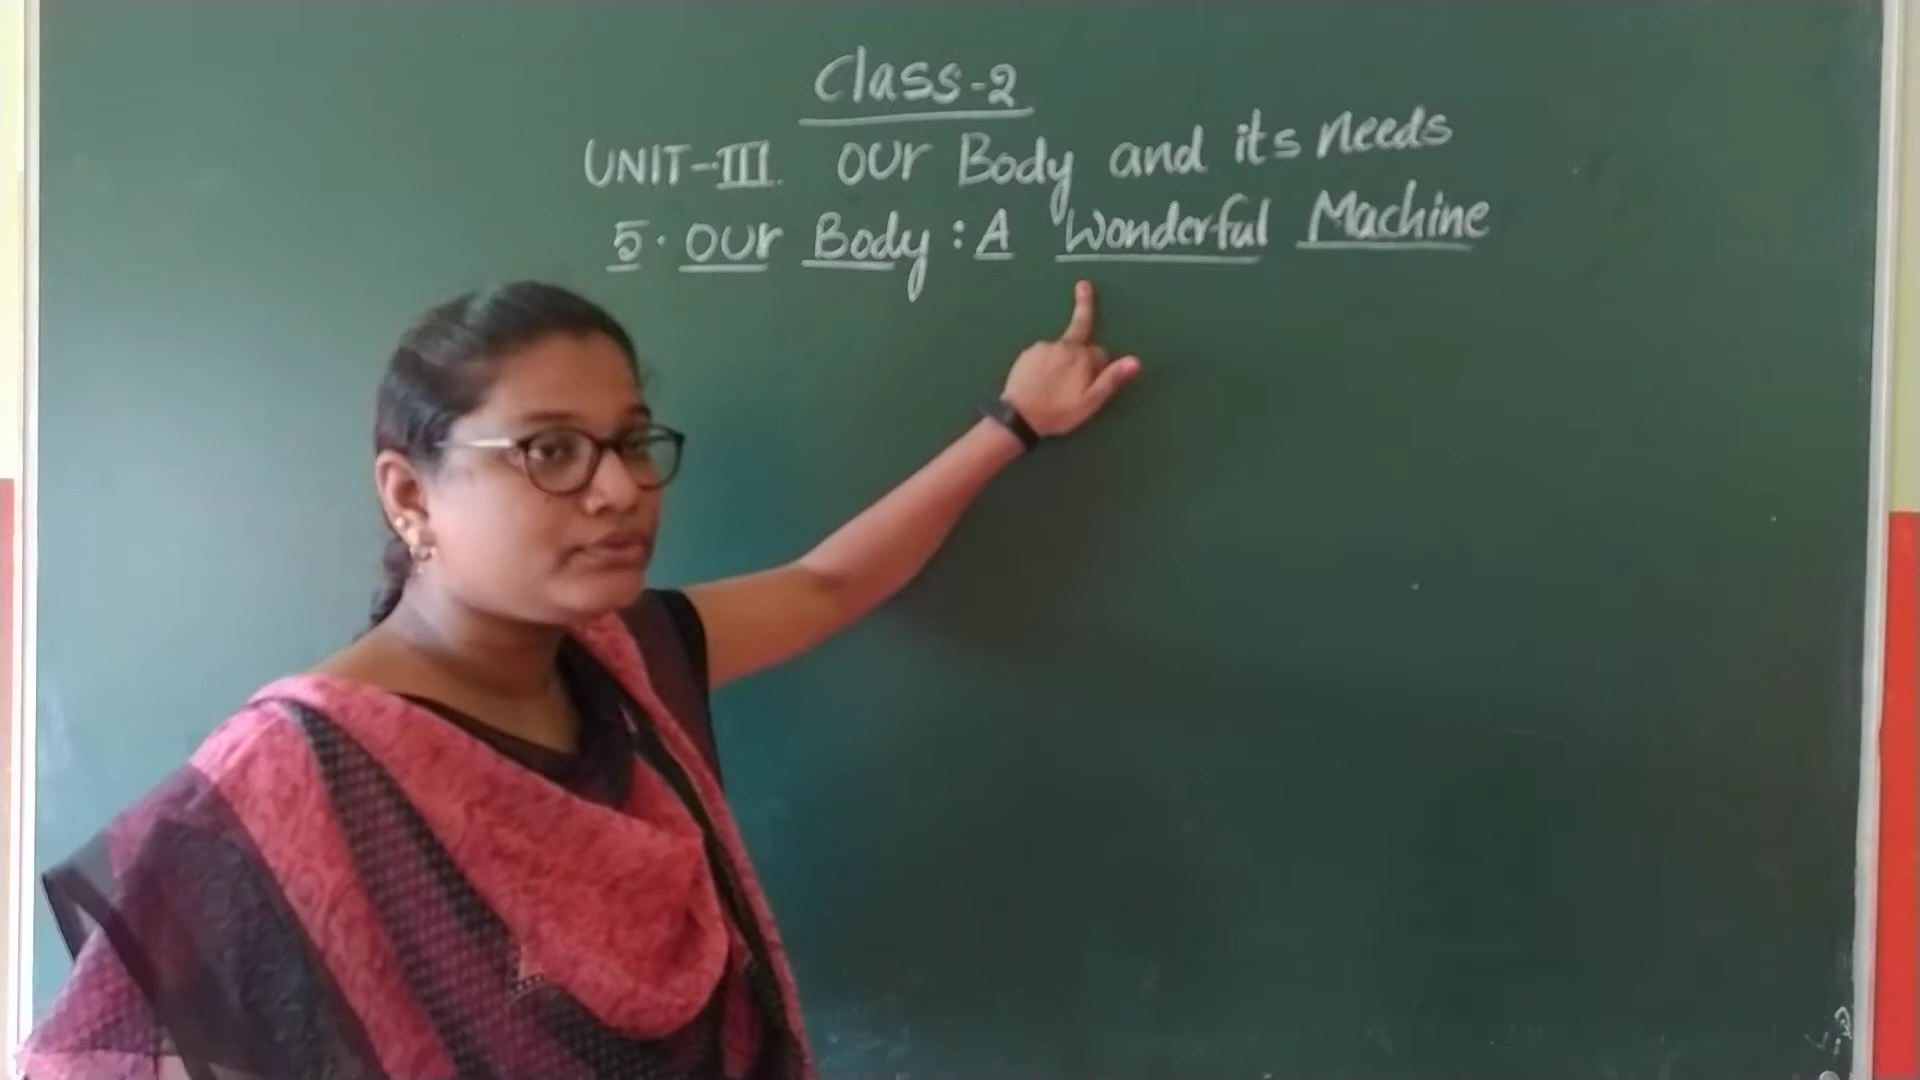 Class-2
UNIT-III. Our Body and its needs
5. Our Body : A Wonderful Machine